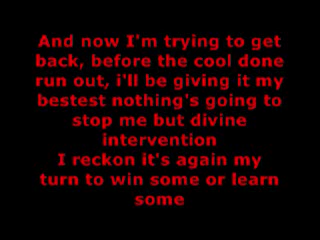 And now I'm trying to get
back, before the cool done
run out, i'll be giving it my
bestest nothing's going to
stop me but divine
intervention
I reckon it's again my
turn to win some or learn
some